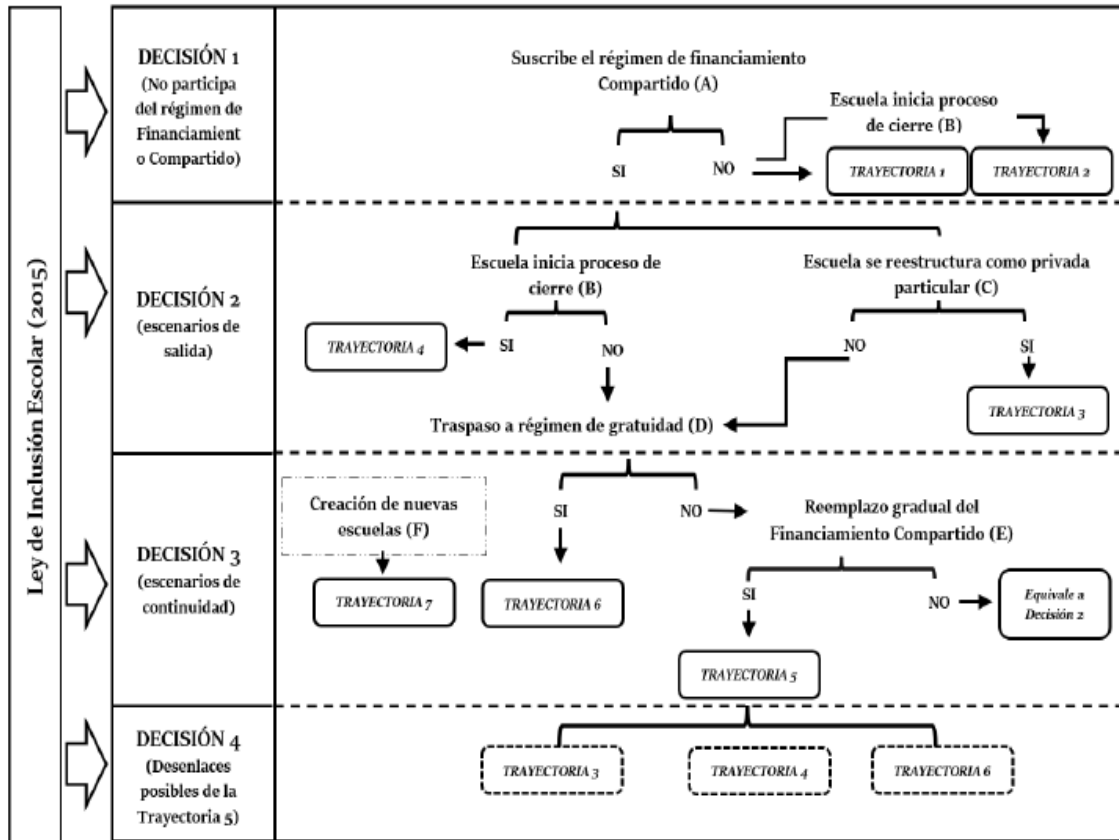 Ley de Inclusión Escolar (2015)
DECISIÓN 1
(No participa
del régimen de
Financiamient
o Compartido)
Suscribe el régimen de financiamiento
Compartido (A)
SI
NO
Escuela inicia proceso
de cierre (B)
TRAYECTORIA 1
TRAYECTORIA 2
DECISIÓN 2
(escenarios de
salida)
Escuela inicia proceso de
cierre (B)
Escuela se reestructura como privada
particular (C)
TRAYECTORIA 4
SI
NO
NO
SI
TRAYECTORIA 3
Traspaso a régimen de gratuidad (D)
DECISIÓN 3
(escenarios de
continuidad)
Creación de nuevas
escuelas (F)
SI
NO
Reemplazo gradual del
Financiamiento Compartido (E)
TRAYECTORIA 7
TRAYECTORIA 6
SI
NO
Equivale a
Decisión 2
TRAYECTORIA 5
DECISIÓN 4
(Desenlaces
posibles de la
Trayectoria 5)
TRAYECTORIA 3
TRAYECTORIA 4
TRAYECTORIA 6